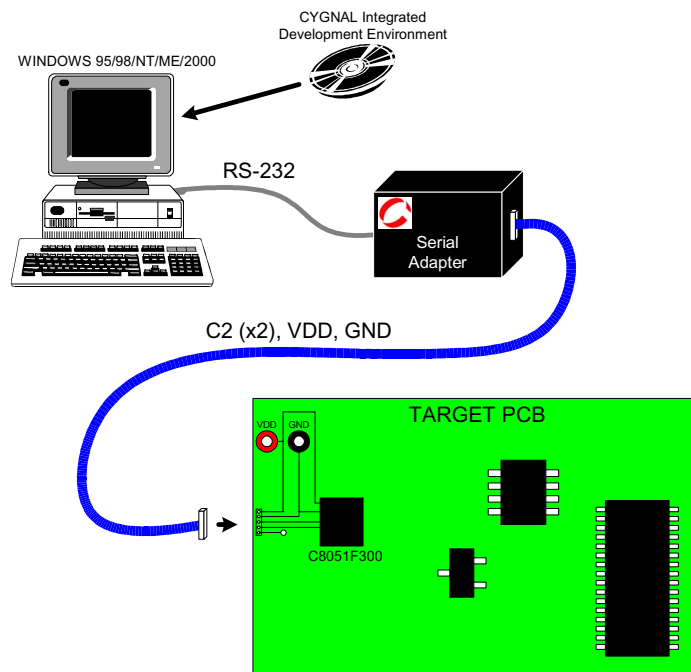 CYGNAL Integrated
Development Environment
WINDOWS 95/98/NT/ME/2000
RS-232
Serial
Adapter
C2 (x2), VDD, GND
TARGET PCB
VDD
GND
C8051F300